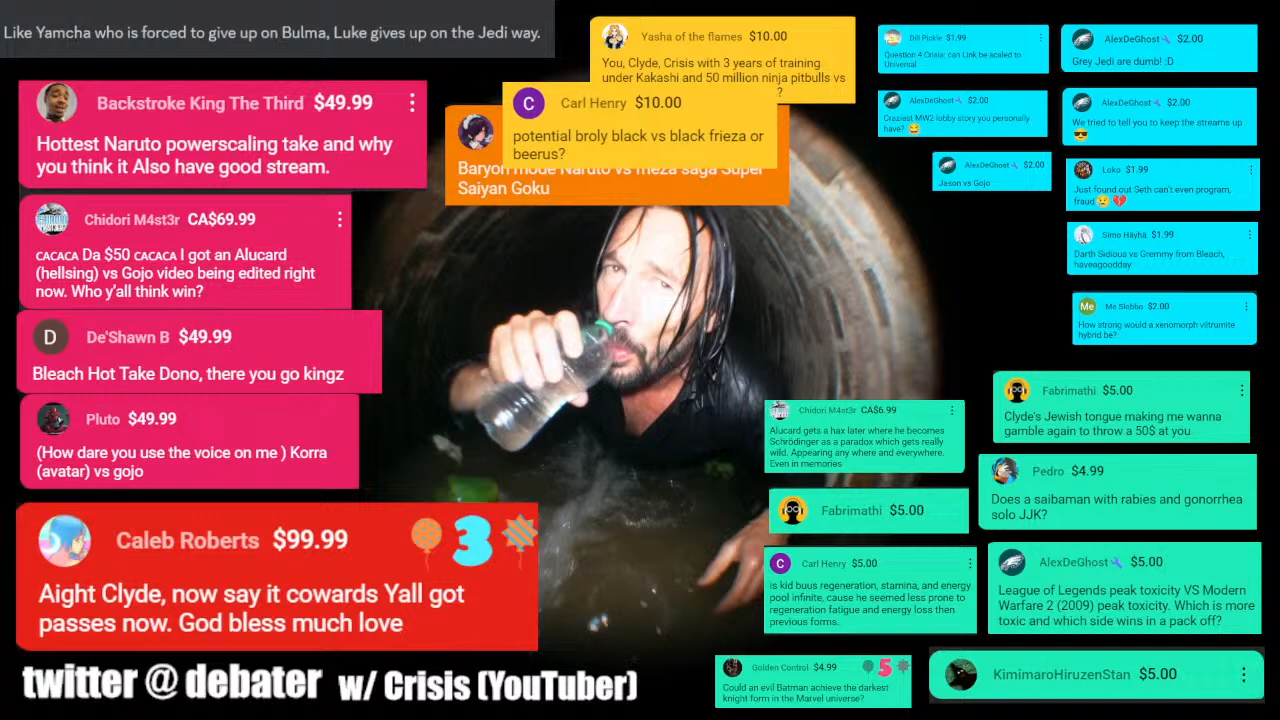 Like Yamcha who is forced to give up on Bulma, Luke gives up on the Jedi way.
Backstroke King The Third $49.99
Hottest Naruto powerscaling take and why
you think it Also have good stream.
Chidori M4st3r CA$69.99
CACACA Da $50 CACACA I got an Alucard
(hellsing) vs Gojo video being edited right
now. Who y'all think win?
D De'Shawn B $49.99
Bleach Hot Take Dono, there you go kingz
Pluto $49.99
(How dare you use the voice on me ) Korra
(avatar) vs gojo
Caleb Roberts $99.99
3
Aight Clyde, now say it cowards Yall got
passes now. God bless much love
twitter @ debater w/ Crisis (YouTuber)
Yasha of the flames $10.00
You, Clyde, Crisis with 3 years of training
under Kakashi and 50 million ninja pitbulls vs
?
C Carl Henry $10.00
potential broly black vs black frieza or
beerus?
Baryon mode Naruto vs frieza saga Super
Saiyan Goku
Dill Pickle $1.99
Question 4 Crisis: can Link be scaled to
Universal
AlexDeGhost $2.00
Craziest MW2 lobby story you personally
have?
AlexDeGhost $2.00
Jason vs Gojo
AlexDeGhost $2.00
Grey Jedi are dumb! :D
AlexDeGhost $2.00
We tried to tell you to keep the streams up
Loko $1.99
Just found out Seth can't even program,
fraud
Simo Häyhä $1.99
Darth Sidious vs Gremmy from Bleach,
haveagoodday
Me Me Slobbo $2.00
How strong would a xenomorph viltrumite
hybrid be?
Chidori M4st3r CA$6.99
Alucard gets a hax later where he becomes
Schrödinger as a paradox which gets really
wild. Appearing any where and everywhere.
Even in memories
Fabrimathi $5.00
C Carl Henry $5.00
is kid buus regeneration, stamina, and energy
pool infinite, cause he seemed less prone to
regeneration fatigue and energy loss then
previous forms.
Golden Control $4.99
5
Could an evil Batman achieve the darkest
knight form in the Marvel universe?
Fabrimathi $5.00
Clyde's Jewish tongue making me wanna
gamble again to throw a 50$ at you
Pedro $4.99
Does a saibaman with rabies and gonorrhea
solo JJK?
AlexDeGhost $5.00
League of Legends peak toxicity VS Modern
Warfare 2 (2009) peak toxicity. Which is more
toxic and which side wins in a pack off?
KimimaroHiruzenStan $5.00